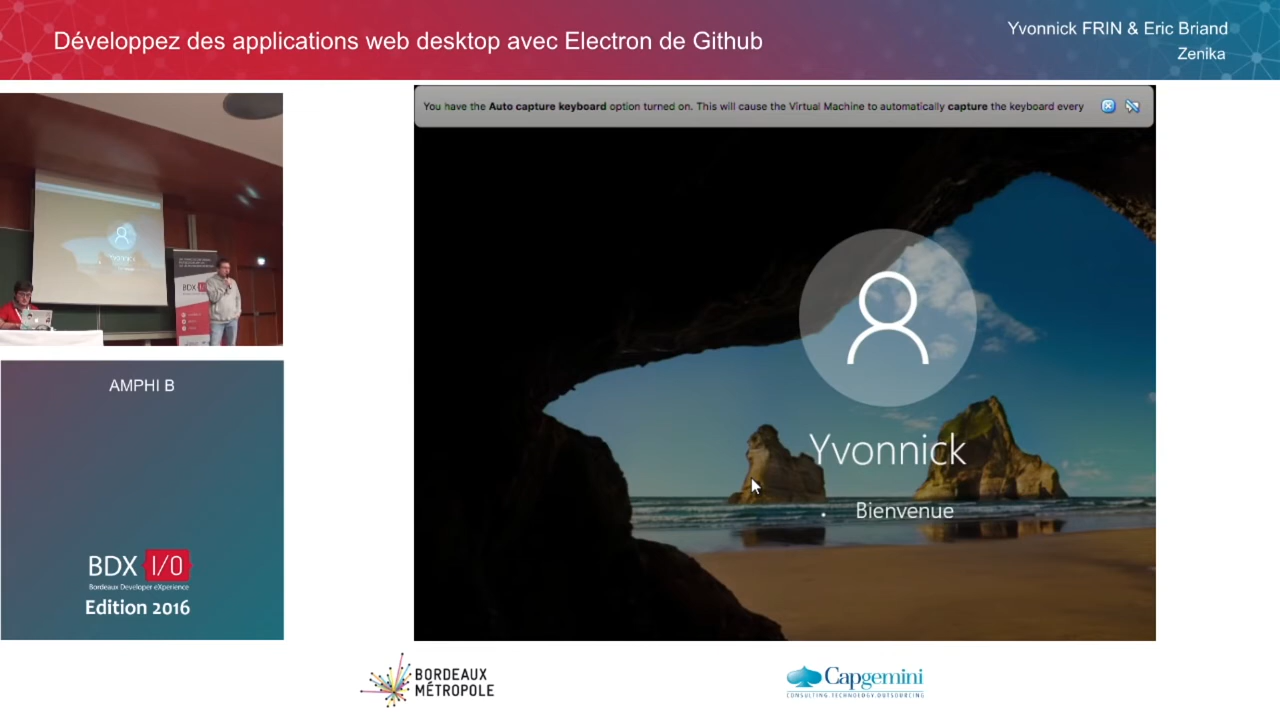 Développez des applications web desktop avec Electron de Github
Yvonnick FRIN & Eric Briand
Zenika
You have the Auto capture keyboard option turned on. This will cause the Virtual Machine to automatically capture the keyboard every
Yvonnick
Bienvenue
BDX I/O
AMPHI B
BDX I/O
Bordeaux Developer eXperience
Edition 2016
BORDEAUX
MÉTROPOLE
Capgemini
CONSULTING.TECHNOLOGY.OUTSOURCING